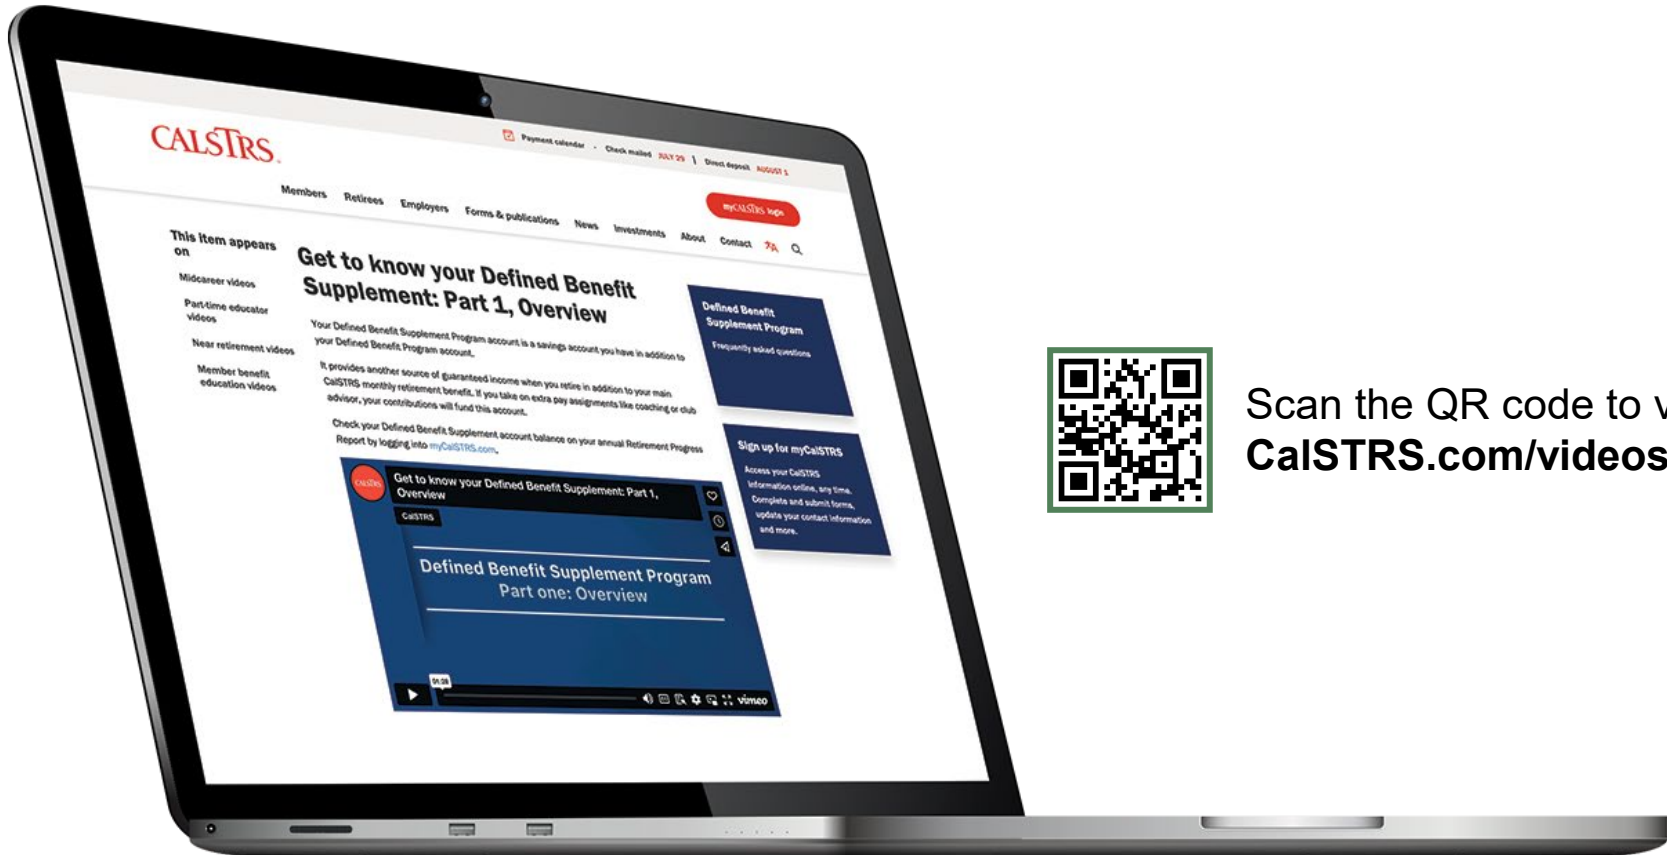 Payment calendar · Check mailed JULY 29 | Direct deposit AUGUST 1
CALSTRS
myCALSTRS login
Members Retirees Employers Forms & publications News Investments About Contact
This item appears
on
Midcareer videos
Part-time educator
videos
Near retirement videos
Member benefit
education videos
Get to know your Defined Benefit
Supplement: Part 1, Overview
Your Defined Benefit Supplement Program account is a savings account you have in addition to
your Defined Benefit Program account.
It provides another source of guaranteed income when you retire in addition to your main
CalSTRS monthly retirement benefit. If you take on extra pay assignments like coaching or club
advisor, your contributions will fund this account.
Check your Defined Benefit Supplement account balance on your annual Retirement Progress
Report by logging into myCalSTRS.com.
CALSTRS
Get to know your Defined Benefit Supplement: Part 1,
Overview
CalSTRS
Defined Benefit Supplement Program
Part one: Overview
01:28
vimeo
Defined Benefit
Supplement Program
Frequently asked questions
Sign up for myCalSTRS
Access your CalSTRS
information online, any time.
Complete and submit forms,
update your contact information
and more.
Scan the QR code to v
CalSTRS.com/videos